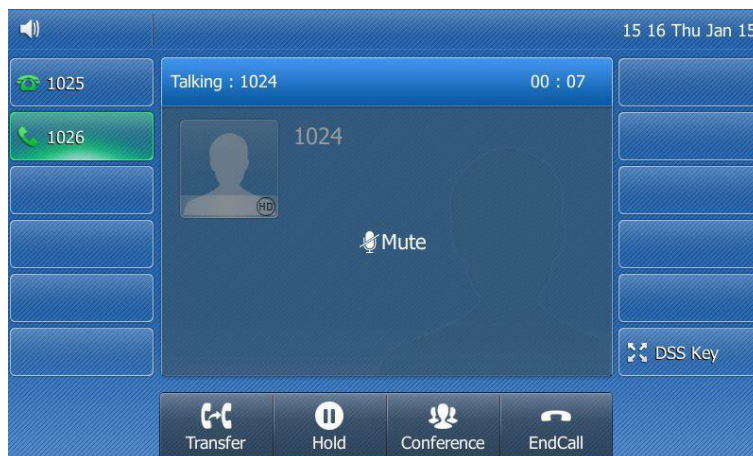 15 16 Thu Jan 15
1025
Talking : 1024
00 : 07
1026
1024
HD
Mute
DSS Key
Transfer
Hold
Conference
EndCall